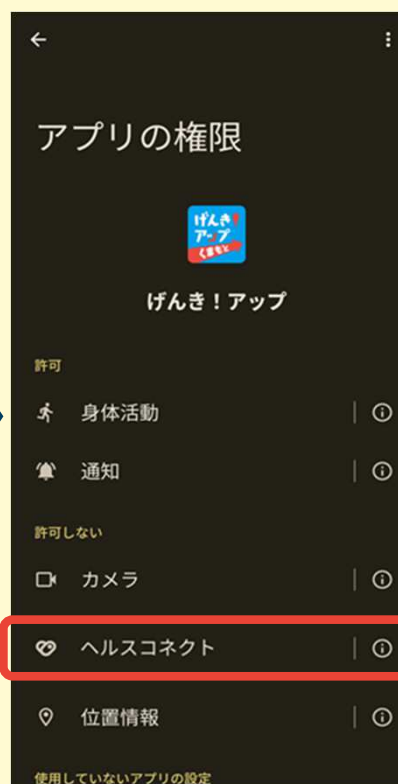 アプリの権限
げんき!
アップ
くまもと
げんき！アップ
許可
身体活動
通知
許可しない
カメラ
ヘルスコネクト
位置情報
使用していないアプリの設定